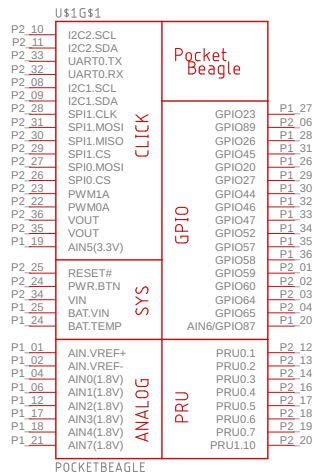 U$1G$1
Pocket
Beagle
P2_10 I2C2.SCL
P2_11 I2C2.SDA
P2_33 UART0.TX
P2_32 UART0.RX
P2_08 I2C1.SCL
P2_09 I2C1.SDA
P2_28 SPI1.CLK
P2_31 SPI1.MOSI
P2_30 SPI1.MISO
P2_29 SPI1.CS
P2_27 SPI0.MOSI
P2_26 SPI0.CS
P2_23 PWM1A
P2_22 PWM0A
P2_36 VOUT
P2_35 VOUT
P1_19 AIN5(3.3V)
CLICK
GPIO
GPIO23 P1_27
GPIO89 P2_06
GPIO26 P1_28
GPIO45 P1_31
GPIO20 P1_26
GPIO27 P1_29
GPIO44 P1_30
GPIO46 P1_32
GPIO47 P1_33
GPIO52 P1_34
GPIO57 P1_35
GPIO58 P1_36
GPIO59 P2_01
GPIO60 P2_02
GPIO64 P2_03
GPIO65 P2_04
AIN6/GPIO87 P1_20
P2_25 RESET#
P2_24 PWR.BTN
P2_34 VIN
P1_25 BAT.VIN
P1_24 BAT.TEMP
SYS
P1_01 AIN.VREF+
P1_02 AIN.VREF-
P1_04 AIN0(1.8V)
P1_06 AIN1(1.8V)
P1_12 AIN2(1.8V)
P1_17 AIN3(1.8V)
P1_18 AIN4(1.8V)
P1_21 AIN7(1.8V)
ANALOG
PRU
PRU0.1 P2_12
PRU0.2 P2_13
PRU0.3 P2_14
PRU0.4 P2_16
PRU0.5 P2_17
PRU0.6 P2_18
PRU0.7 P2_19
PRU1.10 P2_20
POCKETBEAGLE